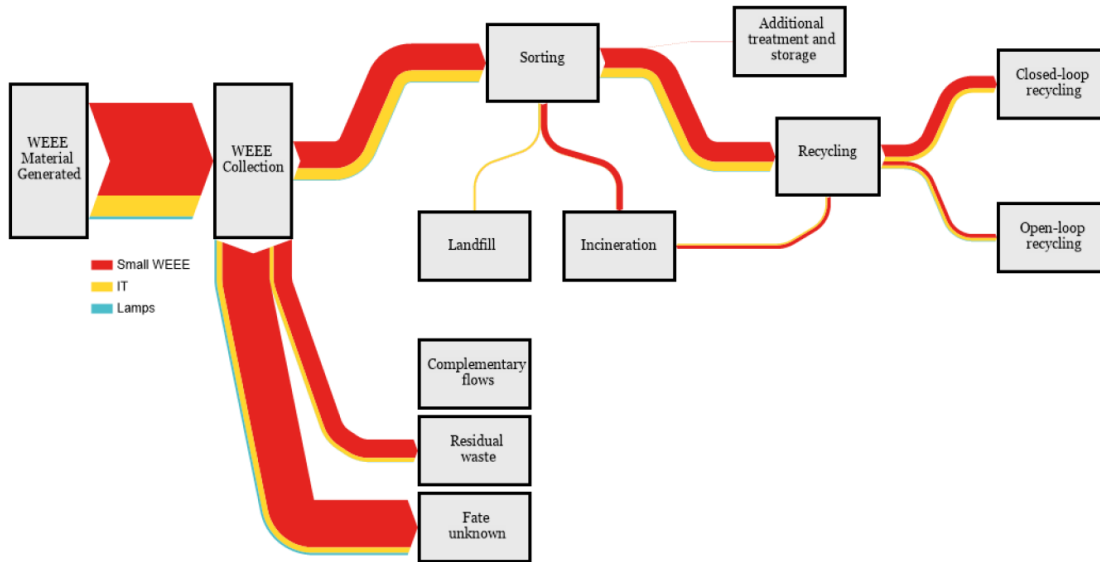 Additional
treatment and
storage
Sorting
Closed-loop
recycling
WEEE
Material
Generated
WEEE
Collection
Recycling
Landfill
Incineration
Open-loop
recycling
Small WEEE
IT
Lamps
Complementary
flows
Residual
waste
Fate
unknown